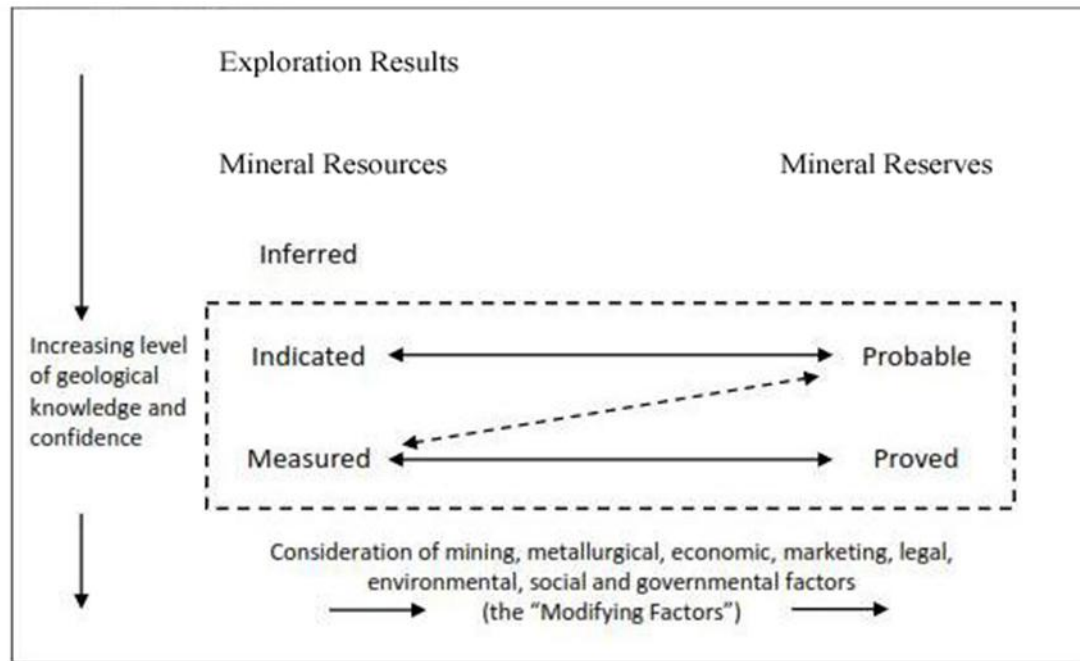 Exploration Results
Mineral Resources
Mineral Reserves
Inferred
Increasing level
of geological
knowledge and
confidence
Indicated
Probable
Measured
Proved
Consideration of mining, metallurgical, economic, marketing, legal,
environmental, social and governmental factors
(the “Modifying Factors”)